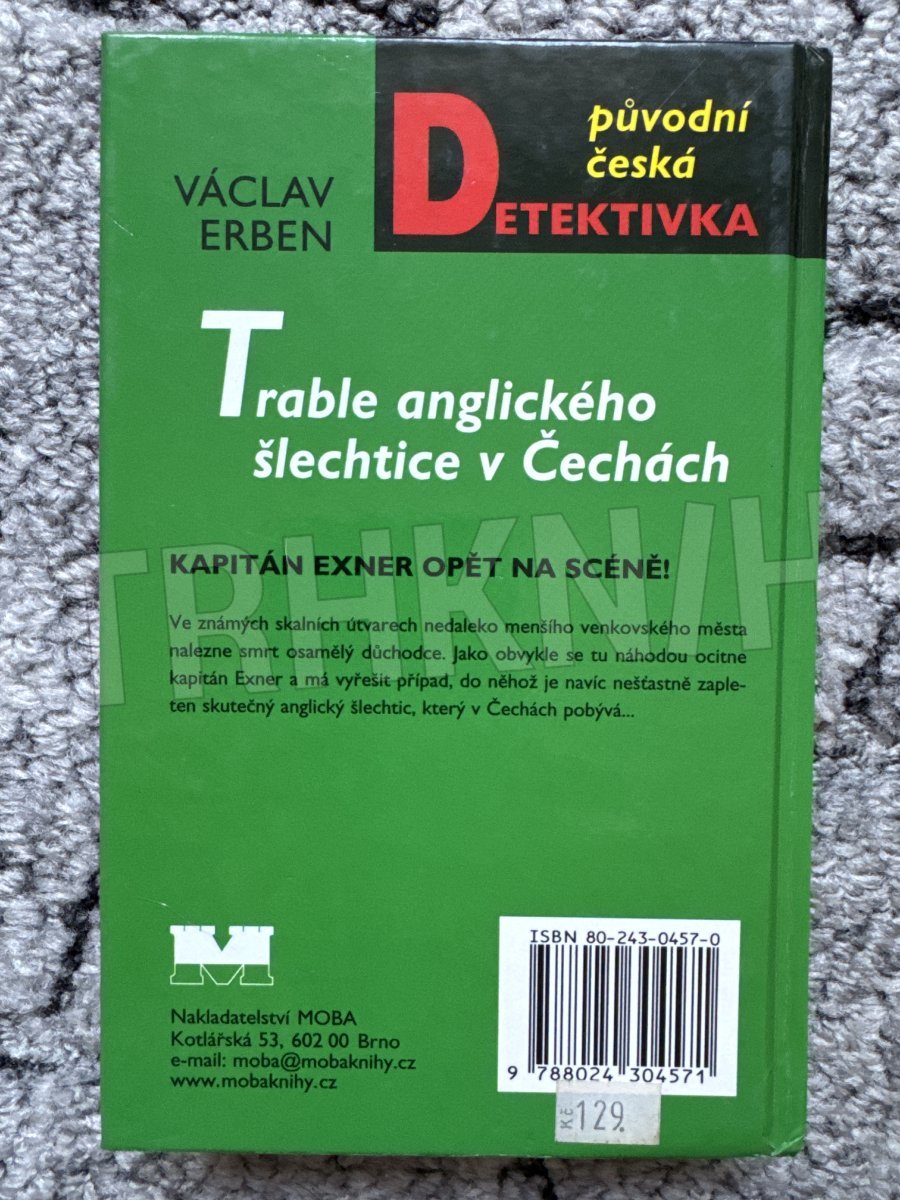 původní
česká
DETEKTIVKA
VÁCLAV
ERBEN
Trable anglického
šlechtice v Čechách
TRHKNIH
KAPITÁN EXNER OPĚT NA SCÉNĚ!
Ve známých skalních útvarech nedaleko menšího venkovského města
nalezne smrt osamělý důchodce. Jako obvykle se tu náhodou ocitne
kapitán Exner a má vyřešit případ, do něhož je navíc nešťastně zaple-
ten skutečný anglický šlechtic, který v Čechách pobývá...
M
Nakladatelství MOBA
Kotlářská 53, 602 00 Brno
e-mail: moba@mobaknihy.cz
www.mobaknihy.cz
ISBN 80-243-0457-0
9 788024 304571
Kč 129.